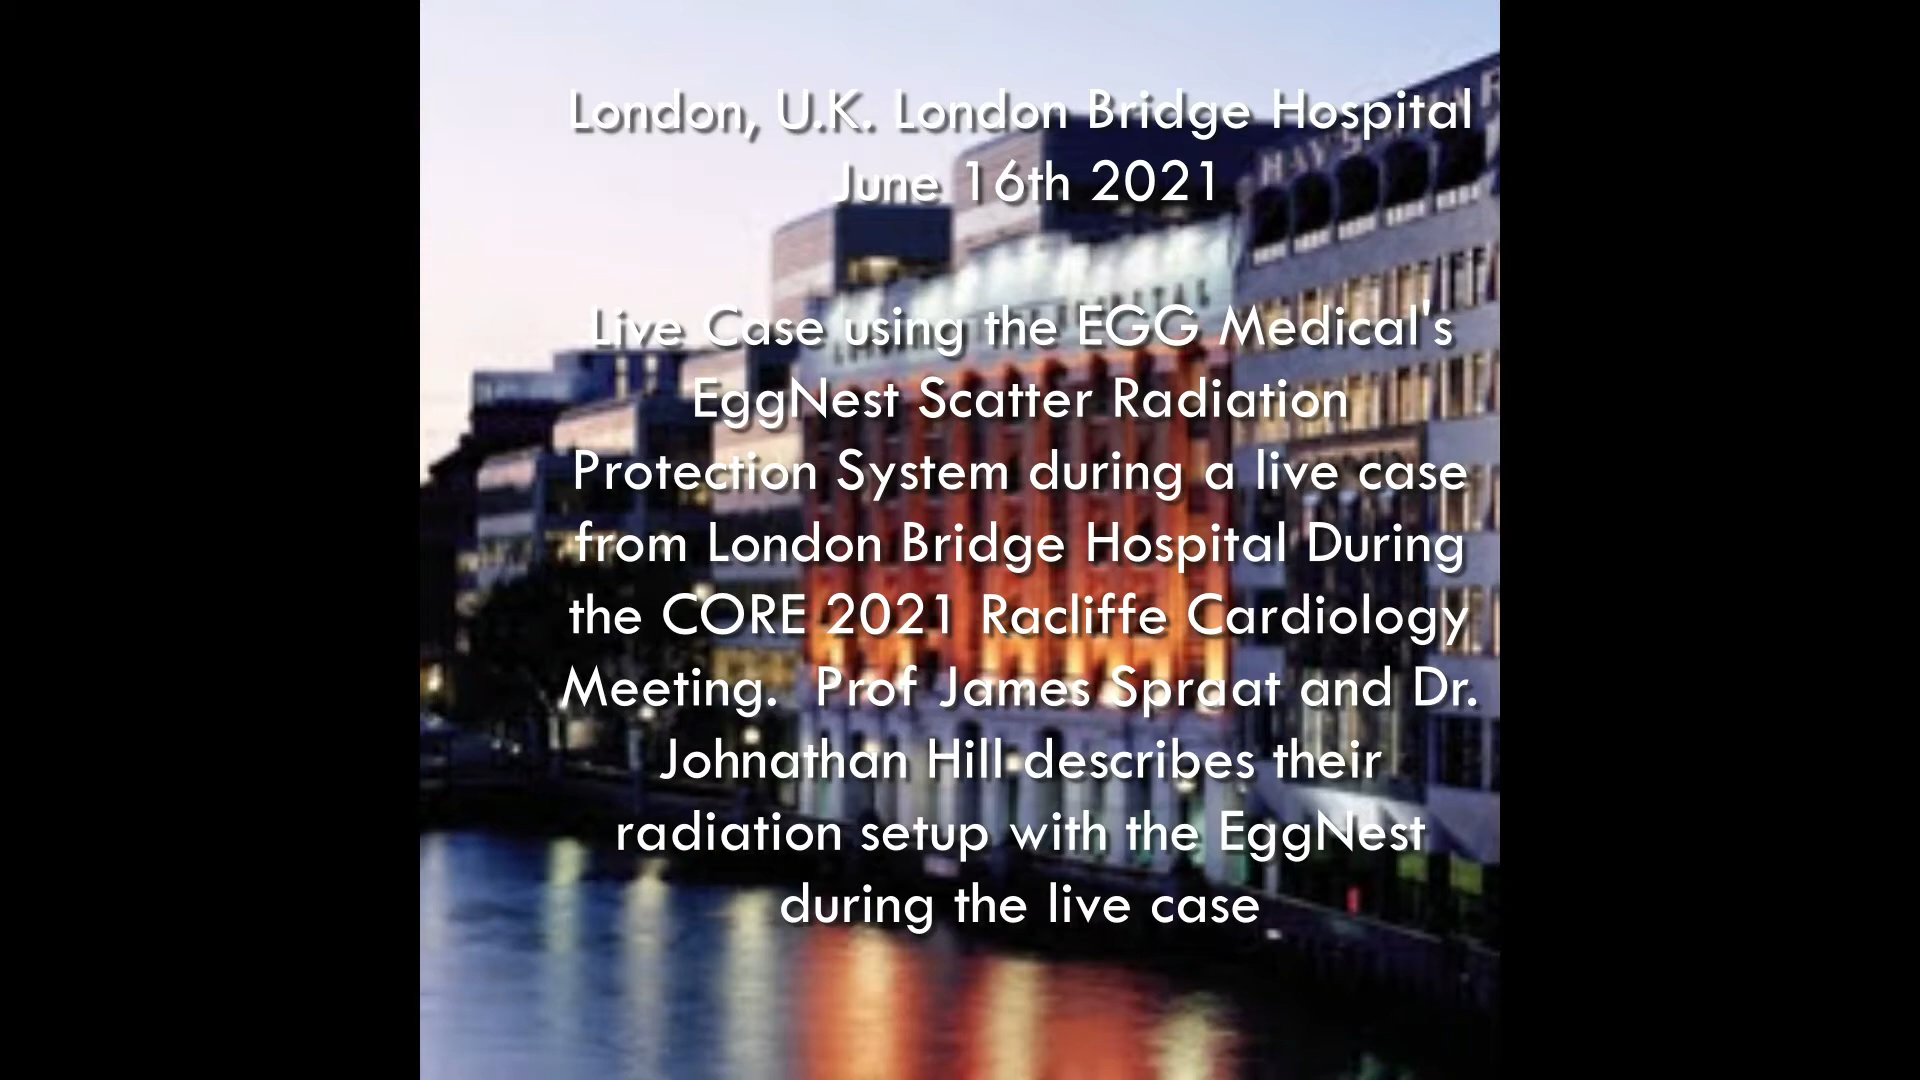 London, U.K. London Bridge Hospital
June 16th 2021
Live Case using the EGG Medical's
EggNest Scatter Radiation
Protection System during a live case
from London Bridge Hospital During
the CORE 2021 Racliffe Cardiology
Meeting.  Prof James Spraat and Dr.
Johnathan Hill describes their
radiation setup with the EggNest
during the live case
HAY'S